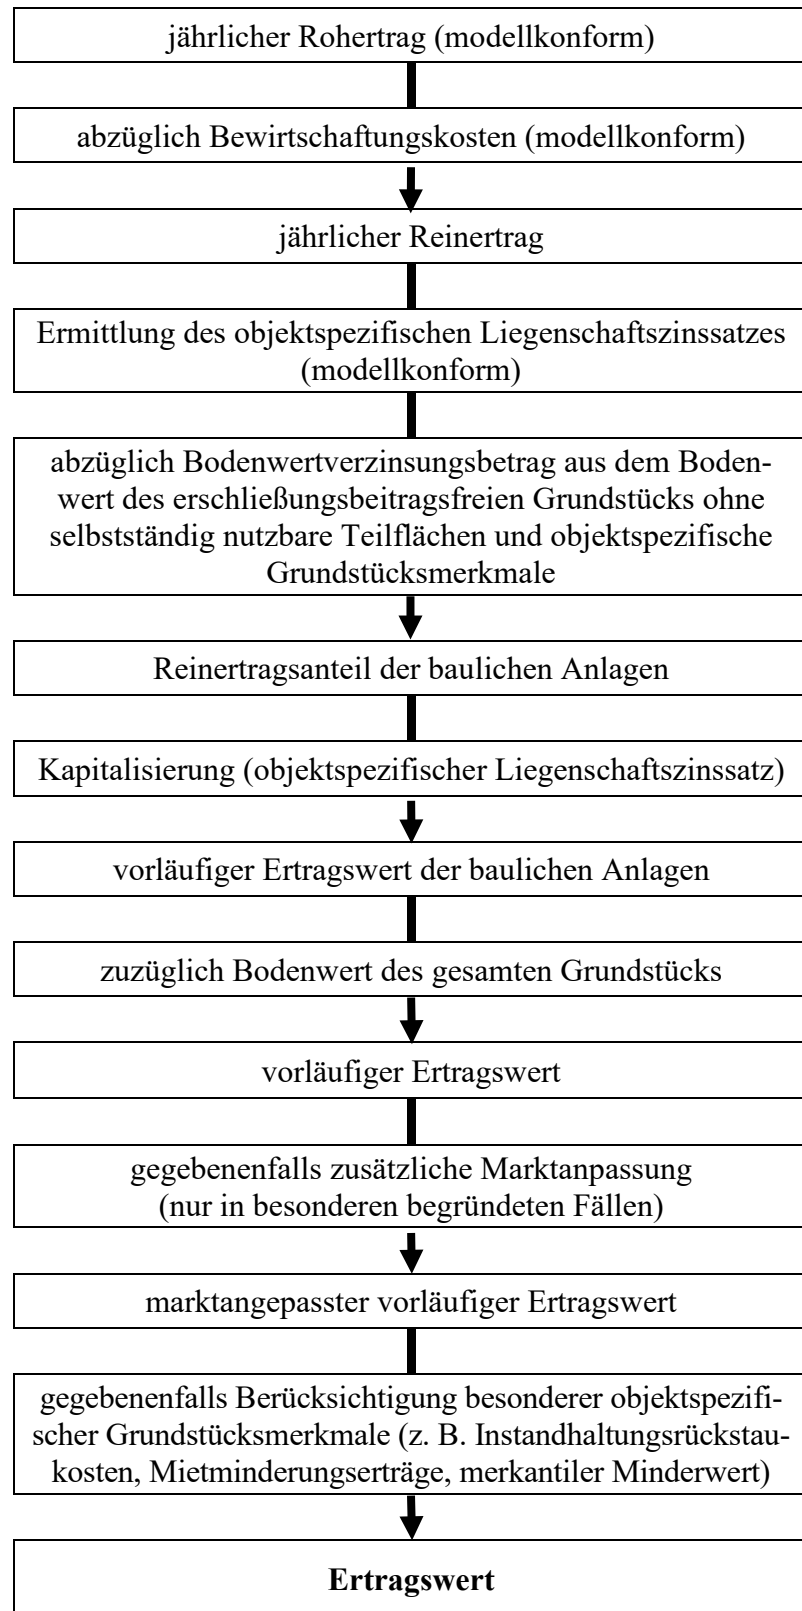 jährlicher Rohertrag (modellkonform)
abzüglich Bewirtschaftungskosten (modellkonform)
jährlicher Reinertrag
Ermittlung des objektspezifischen Liegenschaftszinssatzes
(modellkonform)
abzüglich Bodenwertverzinsungsbetrag aus dem Boden-
wert des erschließungsbeitragsfreien Grundstücks ohne
selbstständig nutzbare Teilflächen und objektspezifische
Grundstücksmerkmale
Reinertragsanteil der baulichen Anlagen
Kapitalisierung (objektspezifischer Liegenschaftszinssatz)
vorläufiger Ertragswert der baulichen Anlagen
zuzüglich Bodenwert des gesamten Grundstücks
vorläufiger Ertragswert
gegebenenfalls zusätzliche Marktanpassung
(nur in besonderen begründeten Fällen)
marktangepasster vorläufiger Ertragswert
gegebenenfalls Berücksichtigung besonderer objektspezifi-
scher Grundstücksmerkmale (z. B. Instandhaltungsrückstau-
kosten, Mietminderungserträge, merkantiler Minderwert)
Ertragswert